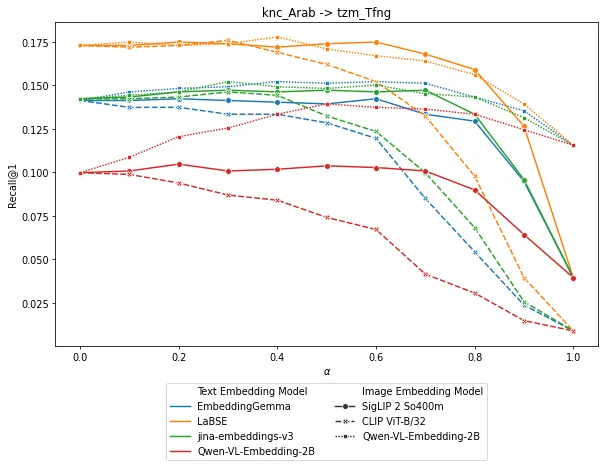 knc_Arab -> tzm_Tfng
Recall@1
0.175
0.150
0.125
0.100
0.075
0.050
0.025
0.0 0.2 0.4 0.6 0.8 1.0
α
Text Embedding Model
EmbeddingGemma
LaBSE
jina-embeddings-v3
Qwen-VL-Embedding-2B
Image Embedding Model
SigLIP 2 So400m
CLIP ViT-B/32
Qwen-VL-Embedding-2B